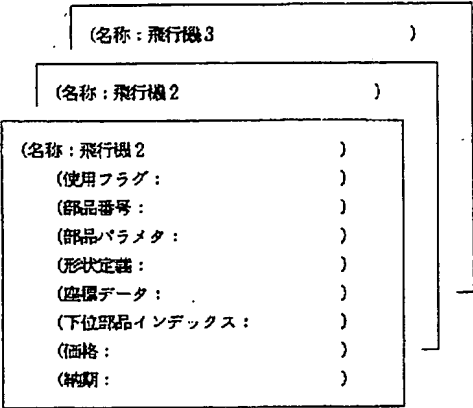 (名称：飛行機3 )
(名称：飛行機2 )
(名称：飛行機2 )
(使用フラグ： )
(部品番号： )
(部品パラメタ： )
(形状定義： )
(座標データ： )
(下位部品インデックス： )
(価格： )
(納期： )